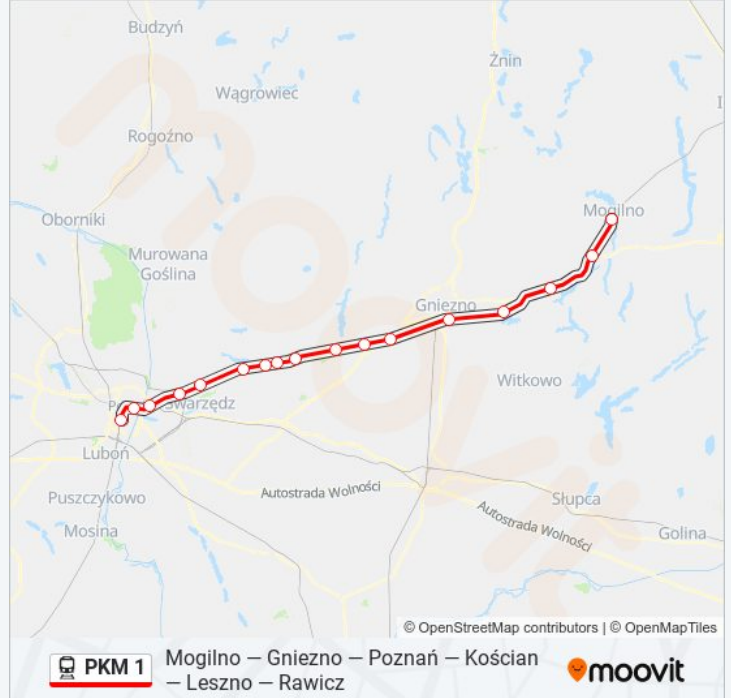 Budzyń
Żnin
Wągrowiec
Rogoźno
Mogilno
Oborniki
Murowana
Goślina
Gniezno
Witkowo
Swarzędz
Luboń
Autostrada Wolności
Słupca
Puszczykowo
Autostrada Wolności
Mosina
Golina
© OpenStreetMap contributors | © OpenMapTiles
PKM 1
Mogilno — Gniezno — Poznań — Kościan
— Leszno — Rawicz
moovit